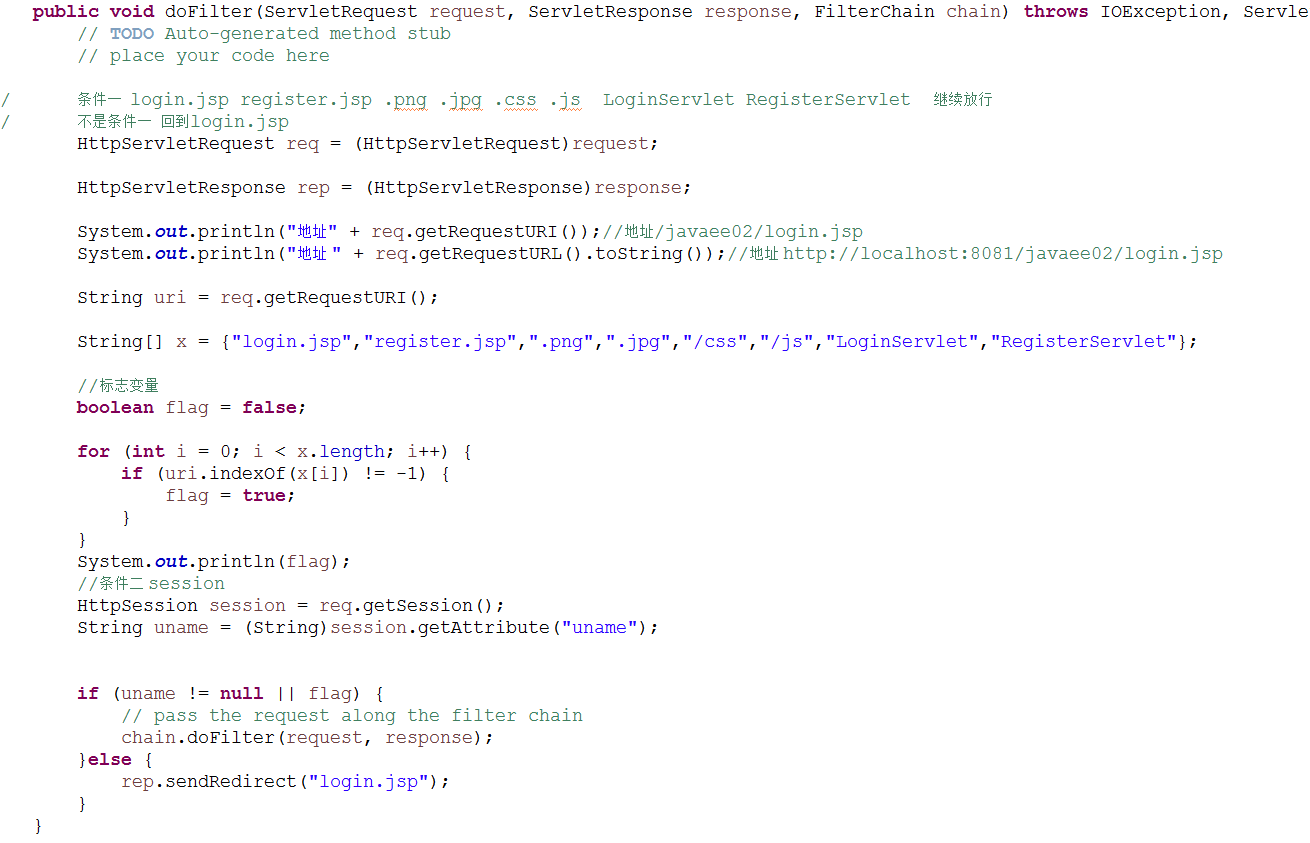 public void doFilter(ServletRequest request, ServletResponse response, FilterChain chain) throws IOException, Servle
// TODO Auto-generated method stub
// place your code here
/ 条件一 login.jsp register.jsp .png .jpg .css .js LoginServlet RegisterServlet 继续放行
/ 不是条件一 回到login.jsp
HttpServletRequest req = (HttpServletRequest)request;
HttpServletResponse rep = (HttpServletResponse)response;
System.out.println("地址" + req.getRequestURI());//地址/javaee02/login.jsp
System.out.println("地址 " + req.getRequestURL().toString());//地址 http://localhost:8081/javaee02/login.jsp
String uri = req.getRequestURI();
String[] x = {"login.jsp","register.jsp",".png",".jpg","/css","/js","LoginServlet","RegisterServlet"};
//标志变量
boolean flag = false;
for (int i = 0; i < x.length; i++) {
if (uri.indexOf(x[i]) != -1) {
flag = true;
}
}
System.out.println(flag);
//条件二 session
HttpSession session = req.getSession();
String uname = (String)session.getAttribute("uname");
if (uname != null || flag) {
// pass the request along the filter chain
chain.doFilter(request, response);
}else {
rep.sendRedirect("login.jsp");
}
}